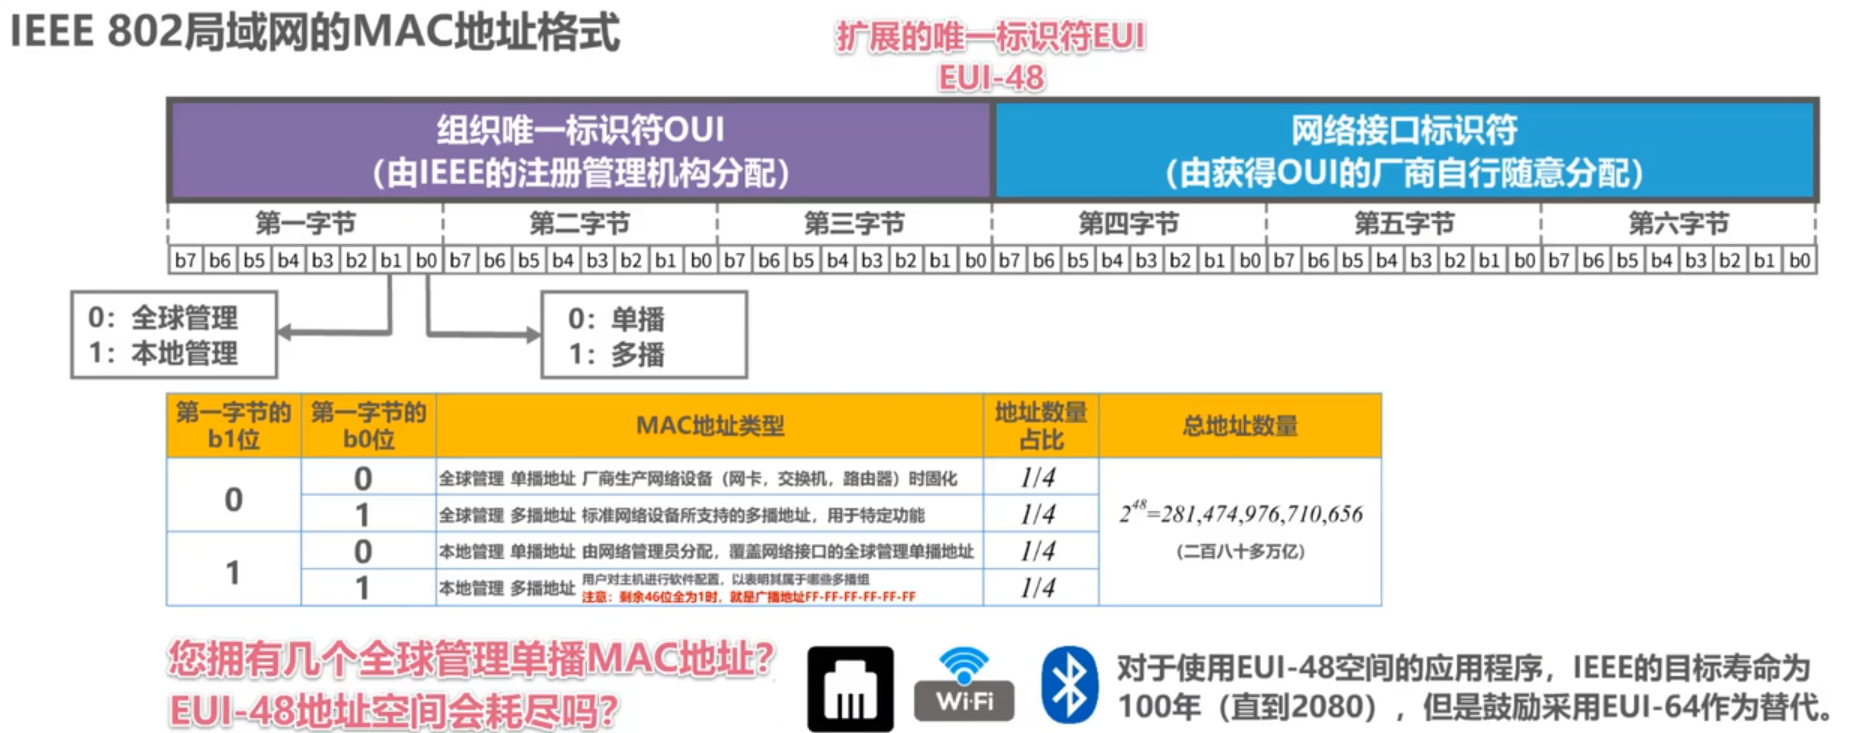 IEEE 802局域网的MAC地址格式
扩展的唯一标识符EUI
EUI-48
组织唯一标识符OUI
（由IEEE的注册管理机构分配）
网络接口标识符
（由获得OUI的厂商自行随意分配）
第一字节 第二字节 第三字节 第四字节 第五字节 第六字节
b7 b6 b5 b4 b3 b2 b1 b0 b7 b6 b5 b4 b3 b2 b1 b0 b7 b6 b5 b4 b3 b2 b1 b0 b7 b6 b5 b4 b3 b2 b1 b0 b7 b6 b5 b4 b3 b2 b1 b0 b7 b6 b5 b4 b3 b2 b1 b0
0：全球管理
1：本地管理
0：单播
1：多播
第一字节的
b1位
第一字节的
b0位
MAC地址类型
地址数量
占比
总地址数量
0
0
全球管理 单播地址 厂商生产网络设备（网卡，交换机，路由器）时固化
1/4
1
全球管理 多播地址 标准网络设备所支持的多播地址，用于特定功能
1/4
1
0
本地管理 单播地址 由网络管理员分配，覆盖网络接口的全球管理单播地址
1/4
1
本地管理 多播地址
用户对主机进行软件配置，以表明其属于哪些多播组
注意：剩余46位全为1时，就是广播地址FF-FF-FF-FF-FF-FF
1/4
2⁴⁸=281,474,976,710,656
（二百八十多万亿）
您拥有几个全球管理单播MAC地址？
EUI-48地址空间会耗尽吗？
Wi-Fi
对于使用EUI-48空间的应用程序，IEEE的目标寿命为
100年（直到2080），但是鼓励采用EUI-64作为替代。